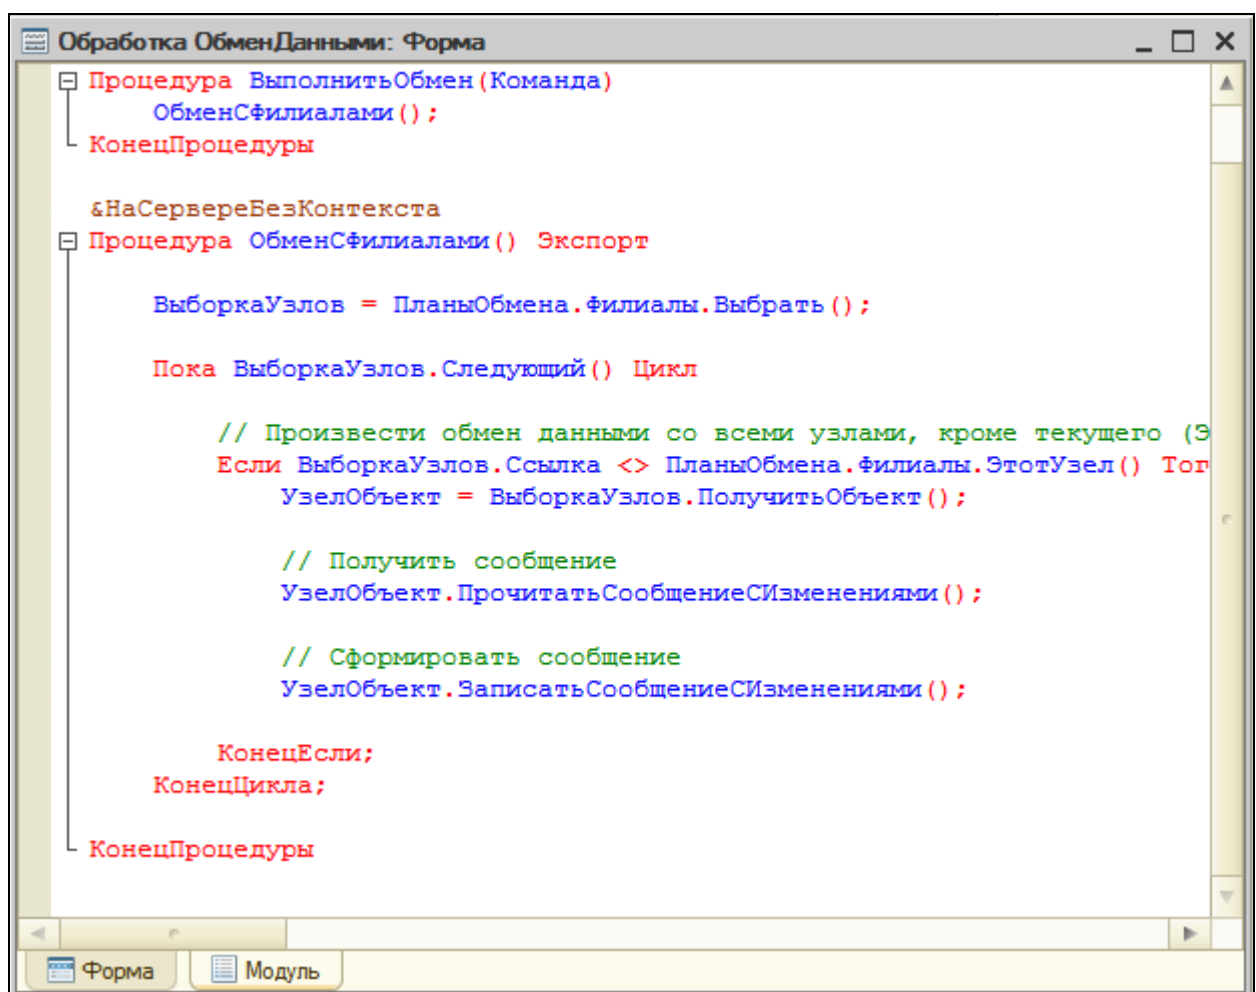 Обработка ОбменДанными: Форма
Процедура ВыполнитьОбмен(Команда)
ОбменСФилиалами();
КонецПроцедуры
&НаСервереБезКонтекста
Процедура ОбменСФилиалами() Экспорт
ВыборкаУзлов = ПланыОбмена.Филиалы.Выбрать();
Пока ВыборкаУзлов.Следующий() Цикл
// Произвести обмен данными со всеми узлами, кроме текущего (Э
Если ВыборкаУзлов.Ссылка <> ПланыОбмена.Филиалы.ЭтотУзел() Тог
УзелОбъект = ВыборкаУзлов.ПолучитьОбъект();
// Получить сообщение
УзелОбъект.ПрочитатьСообщениеСИзменениями();
// Сформировать сообщение
УзелОбъект.ЗаписатьСообщениеСИзменениями();
КонецЕсли;
КонецЦикла;
КонецПроцедуры
Форма Модуль